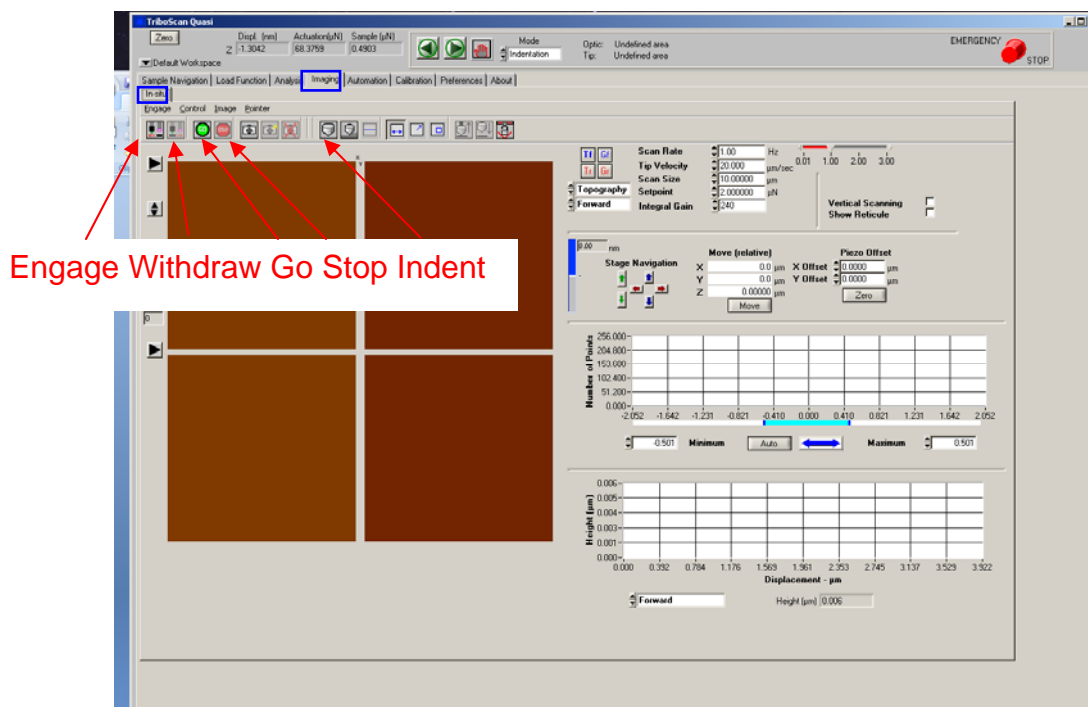 TriboScan Quasi
Zero
Displ. (nm) Actuation(µN) Sample (µN)
Z -1.3042 68.3759 0.4903
Mode
Indentation
Optic: Undefined area
Tip: Undefined area
EMERGENCY
STOP
Default Workspace
Sample Navigation Load Function Analysis Imaging Automation Calibration Preferences About
In-situ
Engage Control Image Pointer
Tf Gf
Tr Gr
Topography
Forward
Scan Rate 1.00 Hz
Tip Velocity 20.000 µm/sec
Scan Size 10.00000 µm
Setpoint 2.000000 µN
Integral Gain 240
0.01 1.00 2.00 3.00
Vertical Scanning
Show Reticule
Engage Withdraw Go Stop Indent
0
0.00 nm
Stage Navigation
Move (relative)
X 0.0 µm
Y 0.0 µm
Z 0.00000 µm
Move
Piezo Offset
X Offset 0.0000 µm
Y Offset 0.0000 µm
Zero
Number of Points
256.000
204.800
153.600
102.400
51.200
0.000
-2.052 -1.642 -1.231 -0.821 -0.410 0.000 0.410 0.821 1.231 1.642 2.052
-0.501 Minimum Auto Maximum 0.501
Height (µm)
0.006
0.005
0.004
0.003
0.001
0.000
0.000 0.392 0.784 1.176 1.569 1.961 2.353 2.745 3.137 3.529 3.922
Displacement - µm
Forward
Height (µm) 0.006